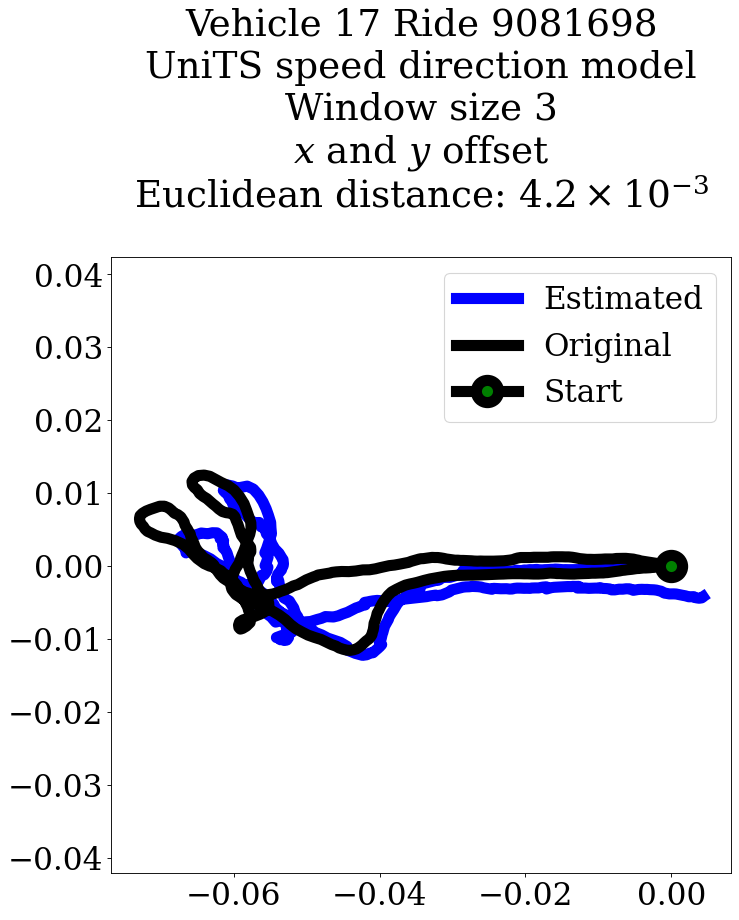 Vehicle 17 Ride 9081698
UniTS speed direction model
Window size 3
x and y offset
Euclidean distance: 4.2 × 10⁻³
Estimated
Original
Start
0.04
0.03
0.02
0.01
0.00
−0.01
−0.02
−0.03
−0.04
−0.06 −0.04 −0.02 0.00